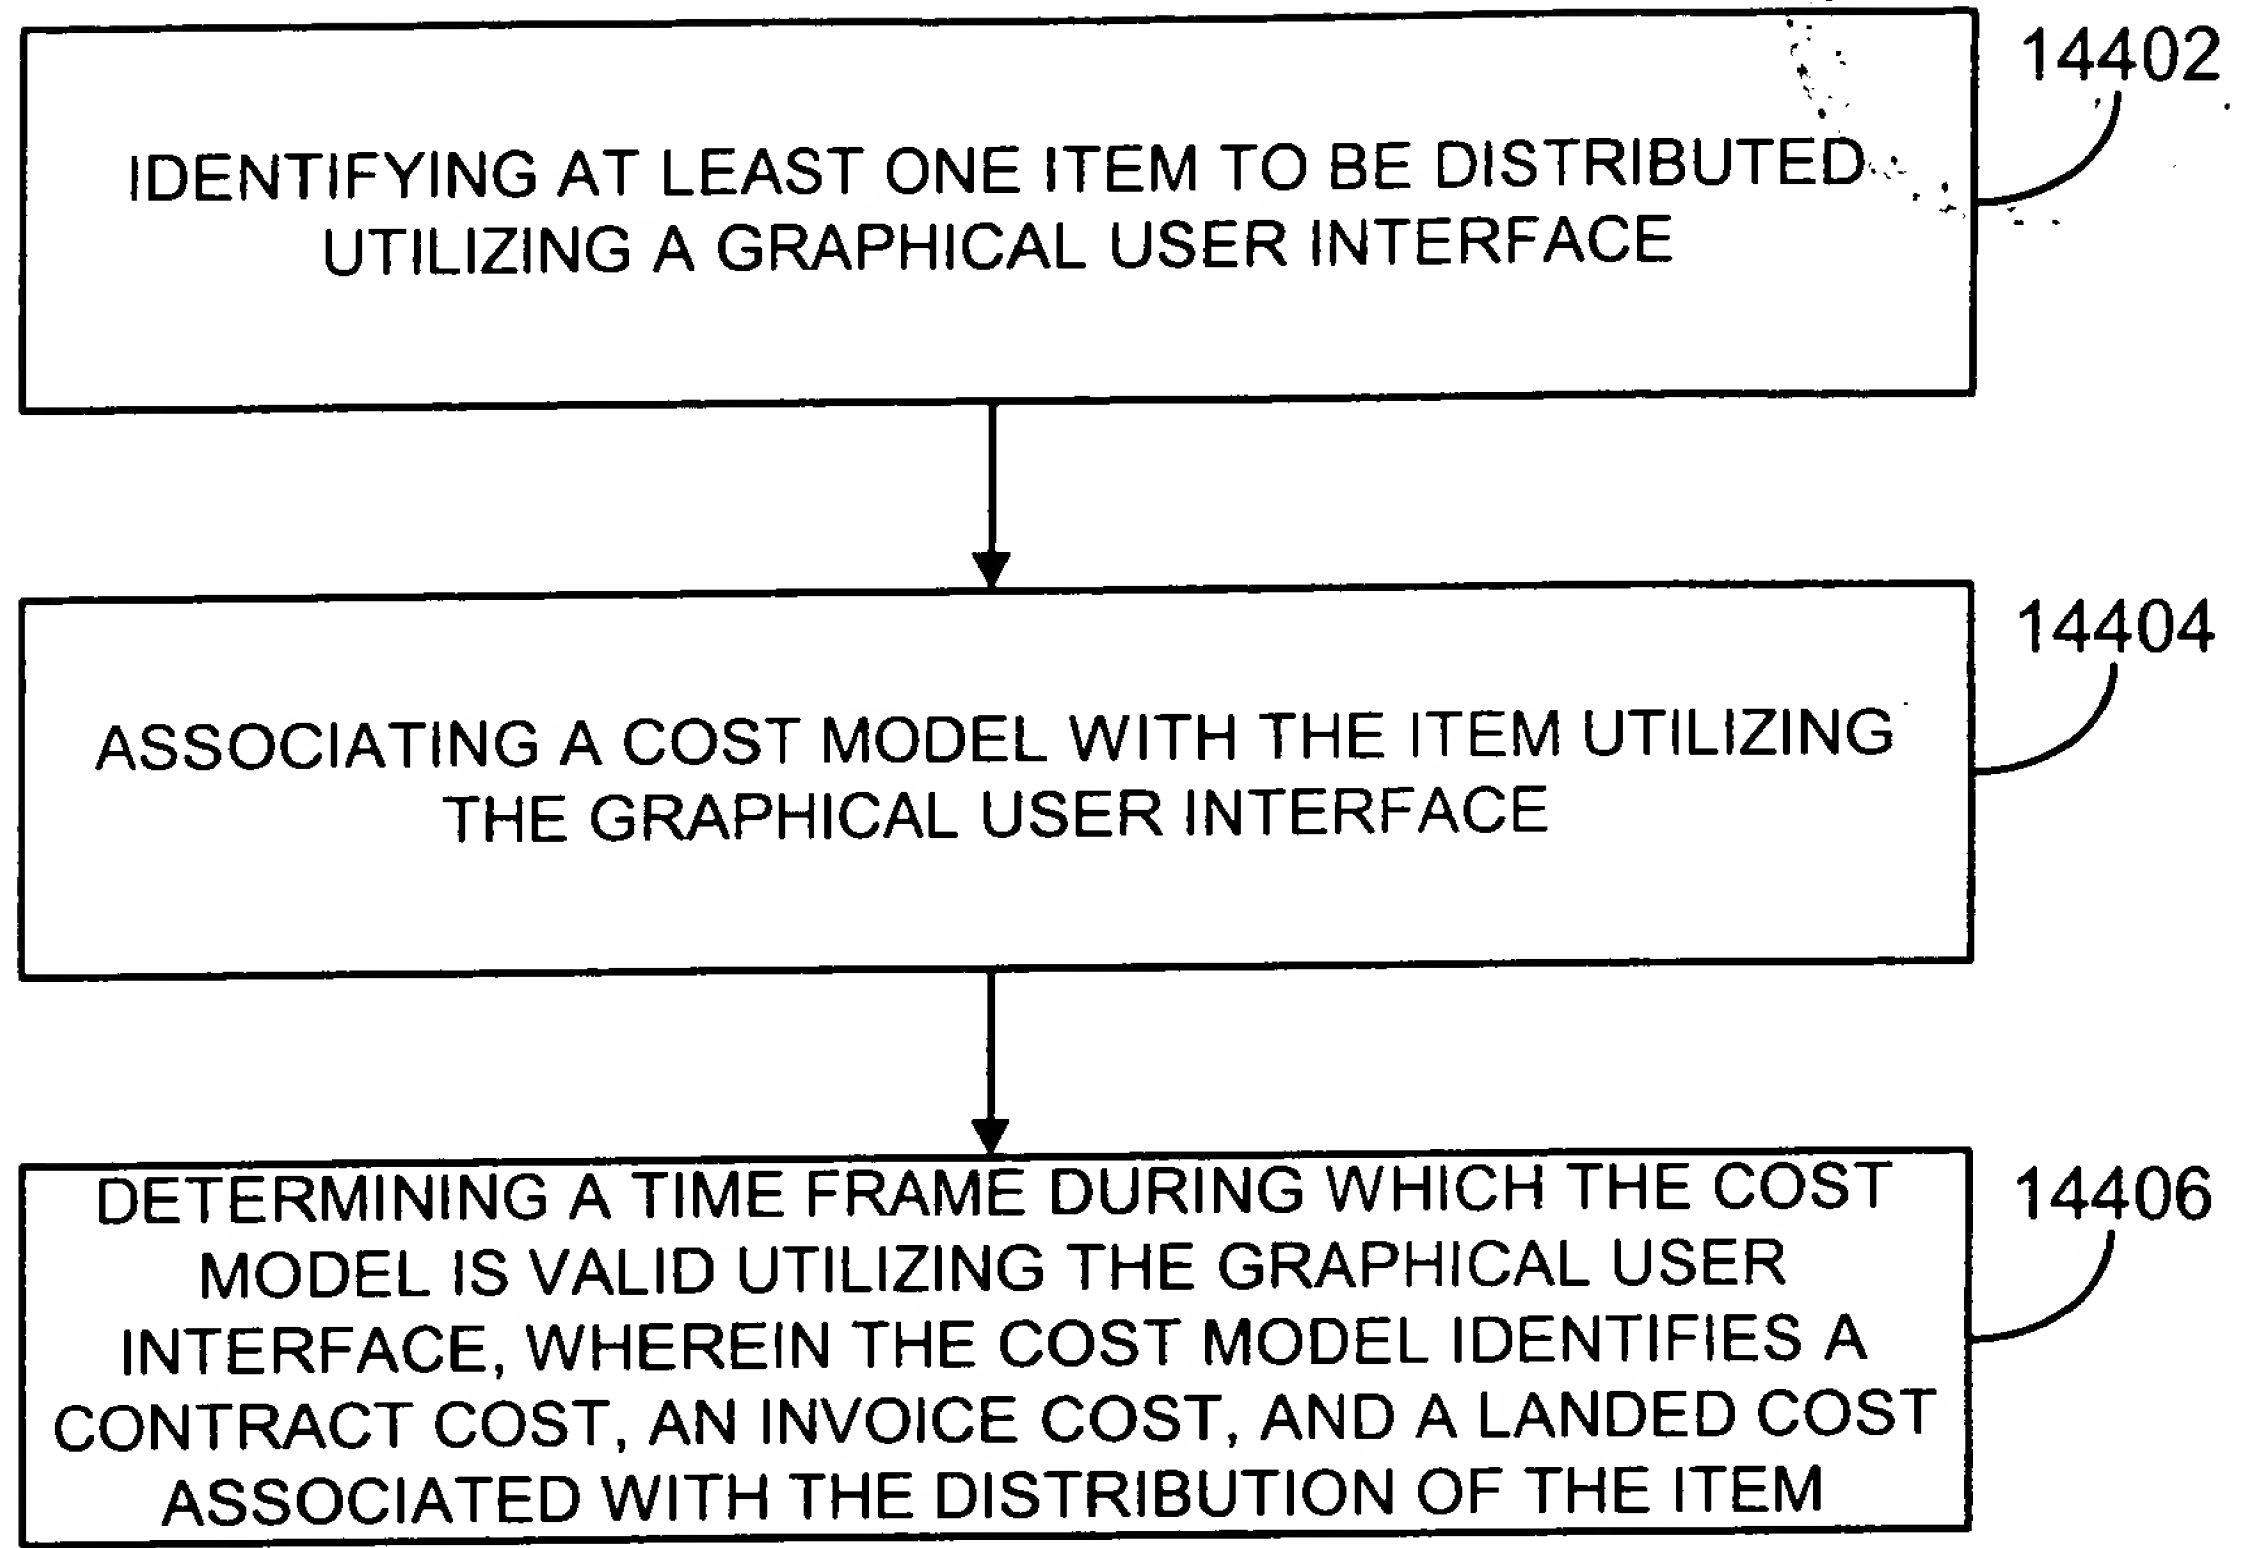 14402
IDENTIFYING AT LEAST ONE ITEM TO BE DISTRIBUTED
UTILIZING A GRAPHICAL USER INTERFACE
14404
ASSOCIATING A COST MODEL WITH THE ITEM UTILIZING
THE GRAPHICAL USER INTERFACE
14406
DETERMINING A TIME FRAME DURING WHICH THE COST
MODEL IS VALID UTILIZING THE GRAPHICAL USER
INTERFACE, WHEREIN THE COST MODEL IDENTIFIES A
CONTRACT COST, AN INVOICE COST, AND A LANDED COST
ASSOCIATED WITH THE DISTRIBUTION OF THE ITEM